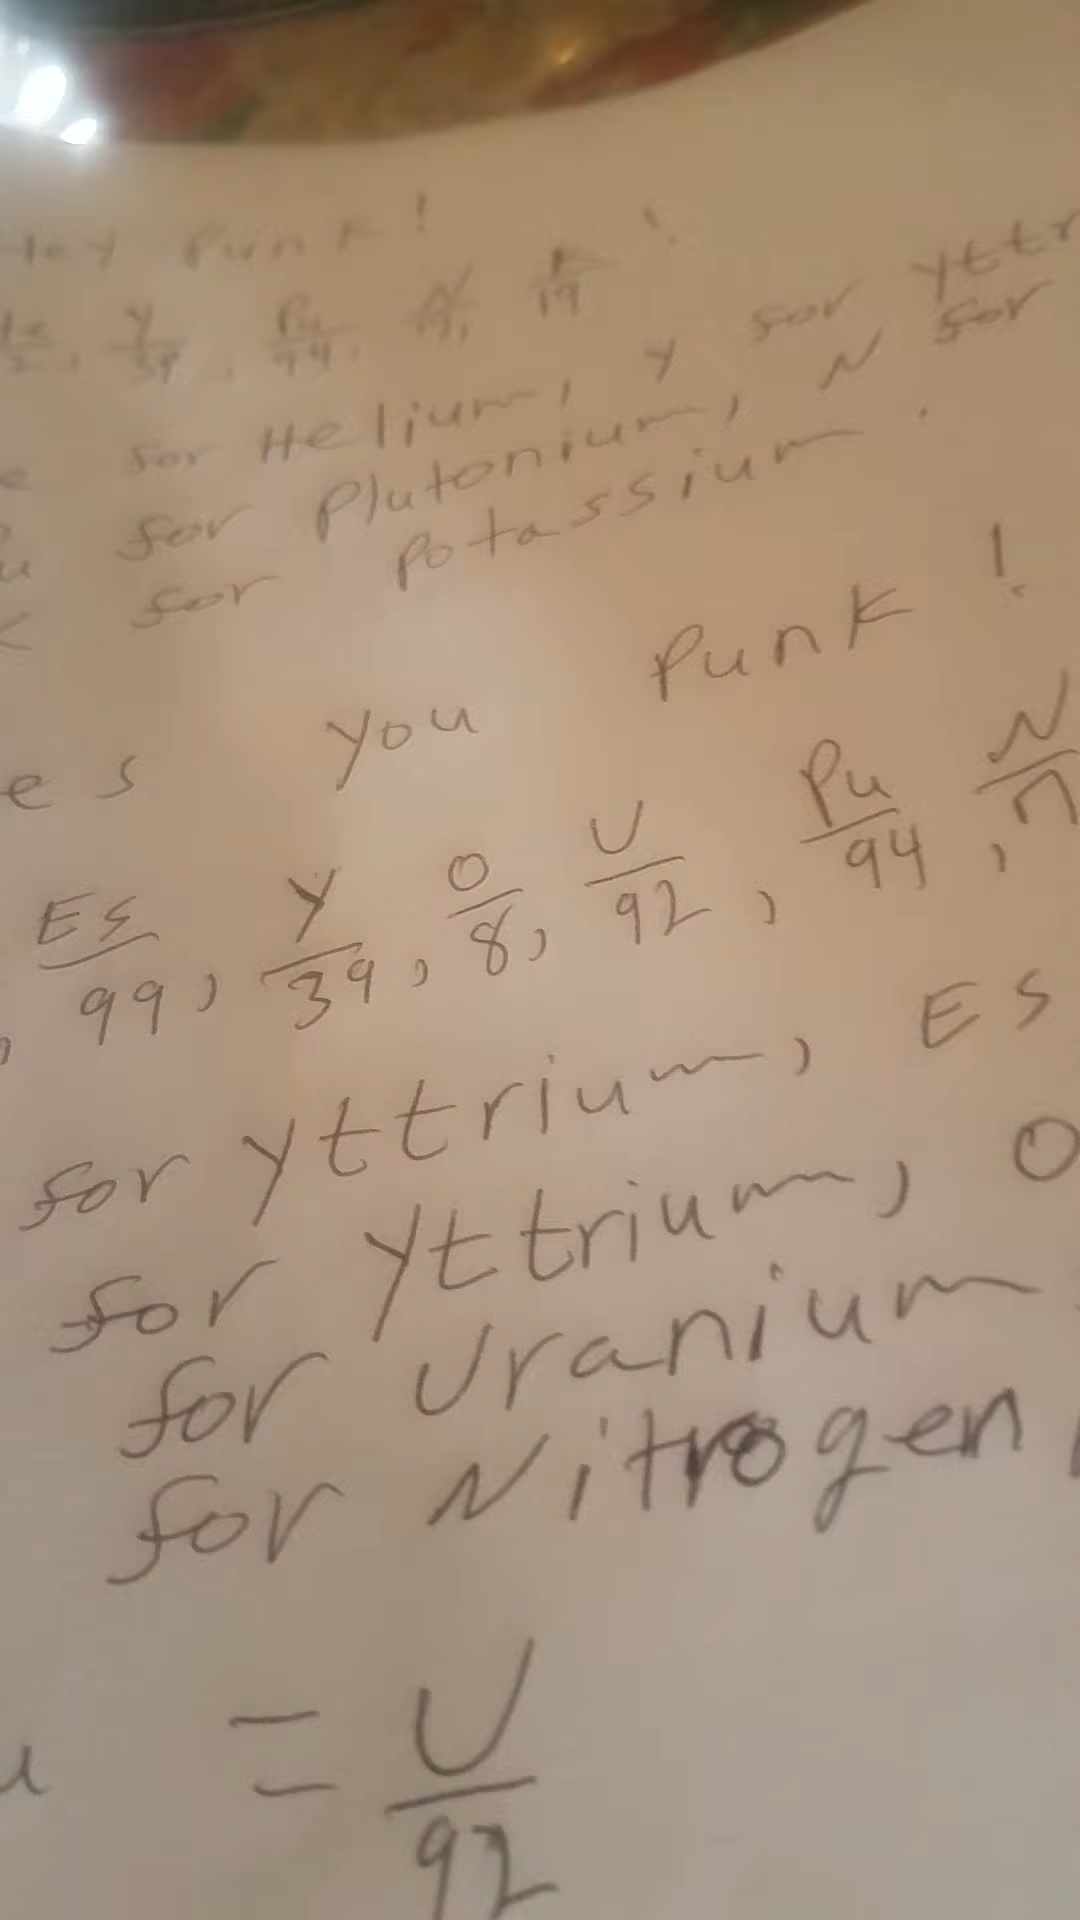 Hey Punk!
Y/39, Pu/94, N/7, K/19!
for Helium, Y for yttr
for Plutonium, N for
for Potassium.
es you Punk!
Es/99, Y/39, O/8, U/92, Pu/94, N/7
for yttrium, Es
for Yttrium, O
for Uranium
for Nitrogen
u = U/92